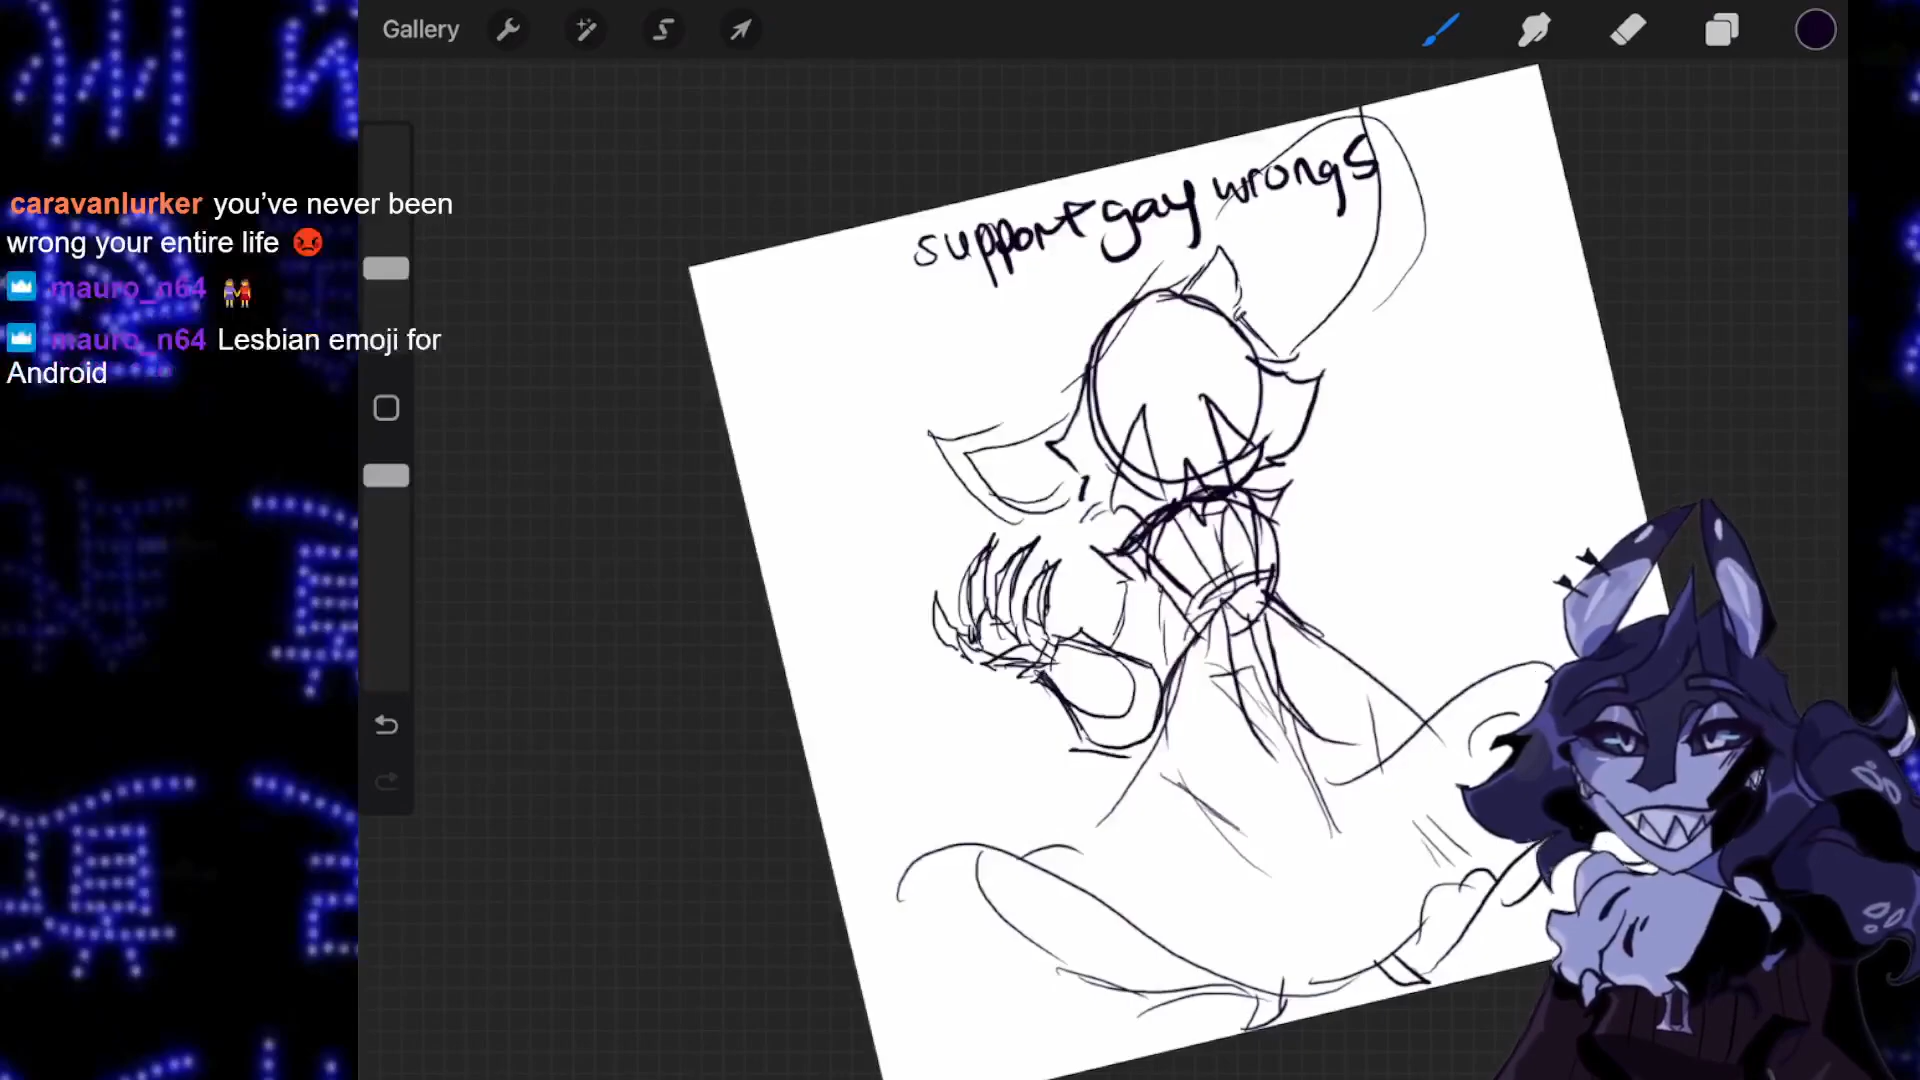 Gallery
support gay wrongs
caravanlurker you've never been
wrong your entire life 😡
mauro_n64 👭
mauro_n64 Lesbian emoji for
Android